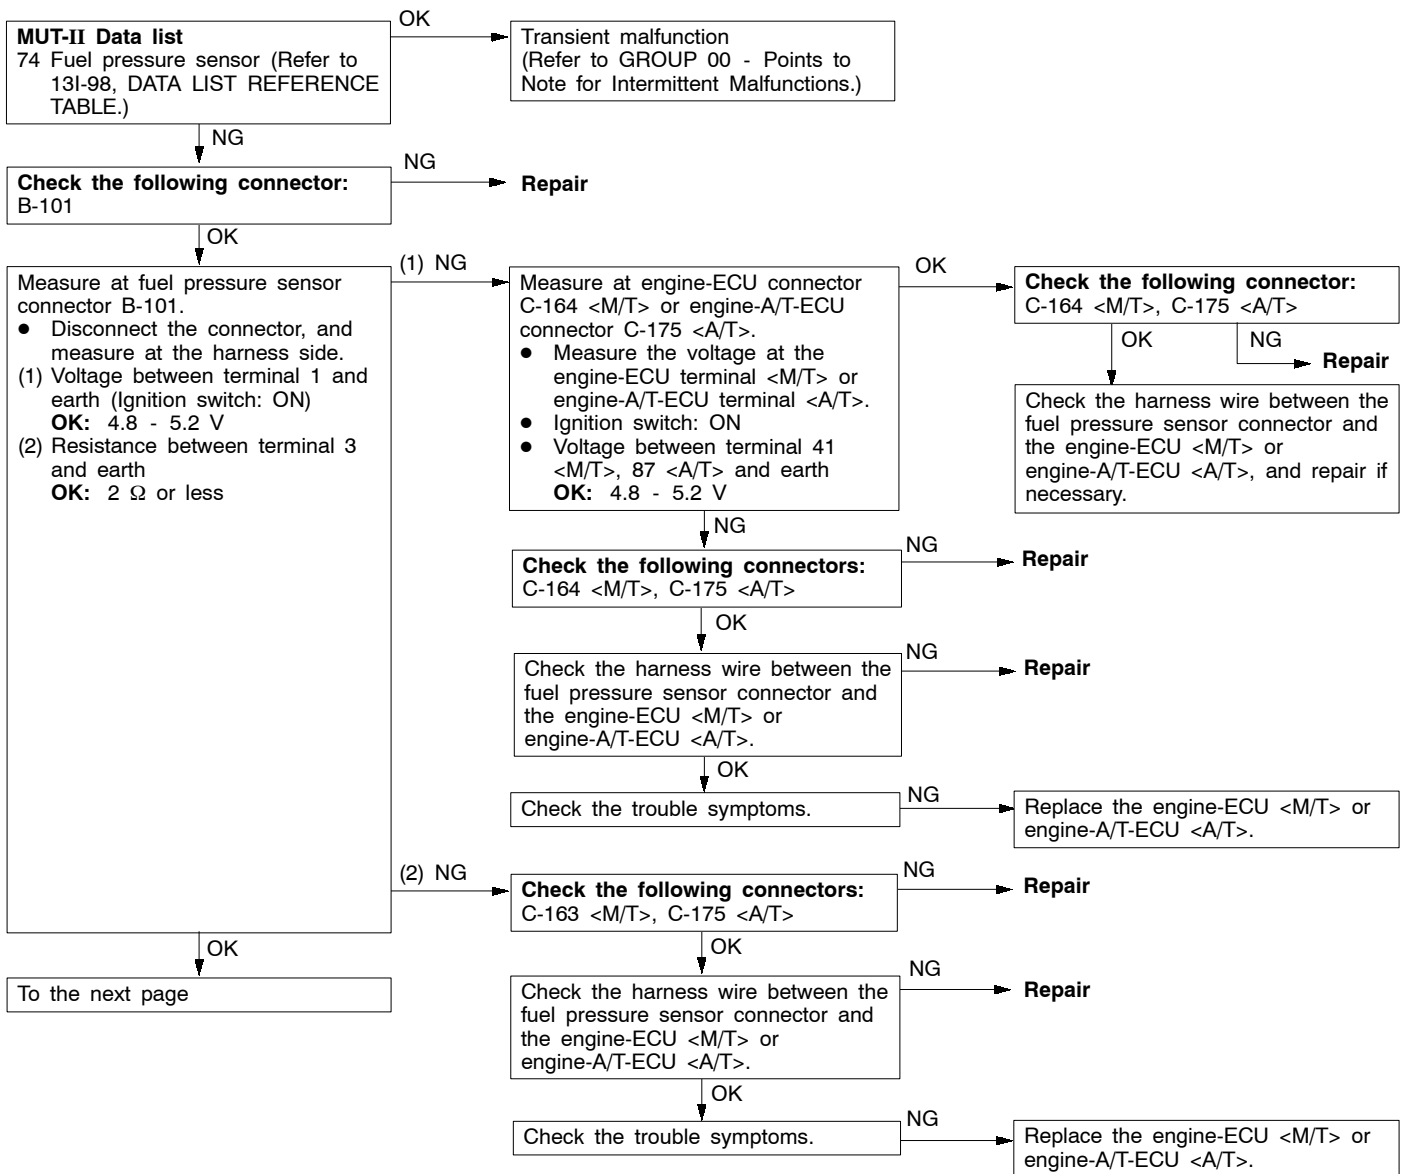 MUT-II Data list
74 Fuel pressure sensor (Refer to
13I-98, DATA LIST REFERENCE
TABLE.)
OK
Transient malfunction
(Refer to GROUP 00 - Points to
Note for Intermittent Malfunctions.)
NG
Check the following connector:
B-101
NG
Repair
OK
Measure at fuel pressure sensor
connector B-101.
● Disconnect the connector, and
measure at the harness side.
(1) Voltage between terminal 1 and
earth (Ignition switch: ON)
OK: 4.8 - 5.2 V
(2) Resistance between terminal 3
and earth
OK: 2 Ω or less
(1) NG
Measure at engine-ECU connector
C-164 <M/T> or engine-A/T-ECU
connector C-175 <A/T>.
● Measure the voltage at the
engine-ECU terminal <M/T> or
engine-A/T-ECU terminal <A/T>.
● Ignition switch: ON
● Voltage between terminal 41
<M/T>, 87 <A/T> and earth
OK: 4.8 - 5.2 V
OK
Check the following connector:
C-164 <M/T>, C-175 <A/T>
OK
NG
Repair
Check the harness wire between the
fuel pressure sensor connector and
the engine-ECU <M/T> or
engine-A/T-ECU <A/T>, and repair if
necessary.
NG
Check the following connectors:
C-164 <M/T>, C-175 <A/T>
NG
Repair
OK
Check the harness wire between the
fuel pressure sensor connector and
the engine-ECU <M/T> or
engine-A/T-ECU <A/T>.
NG
Repair
OK
Check the trouble symptoms.
NG
Replace the engine-ECU <M/T> or
engine-A/T-ECU <A/T>.
(2) NG
Check the following connectors:
C-163 <M/T>, C-175 <A/T>
NG
Repair
OK
To the next page
OK
Check the harness wire between the
fuel pressure sensor connector and
the engine-ECU <M/T> or
engine-A/T-ECU <A/T>.
NG
Repair
OK
Check the trouble symptoms.
NG
Replace the engine-ECU <M/T> or
engine-A/T-ECU <A/T>.